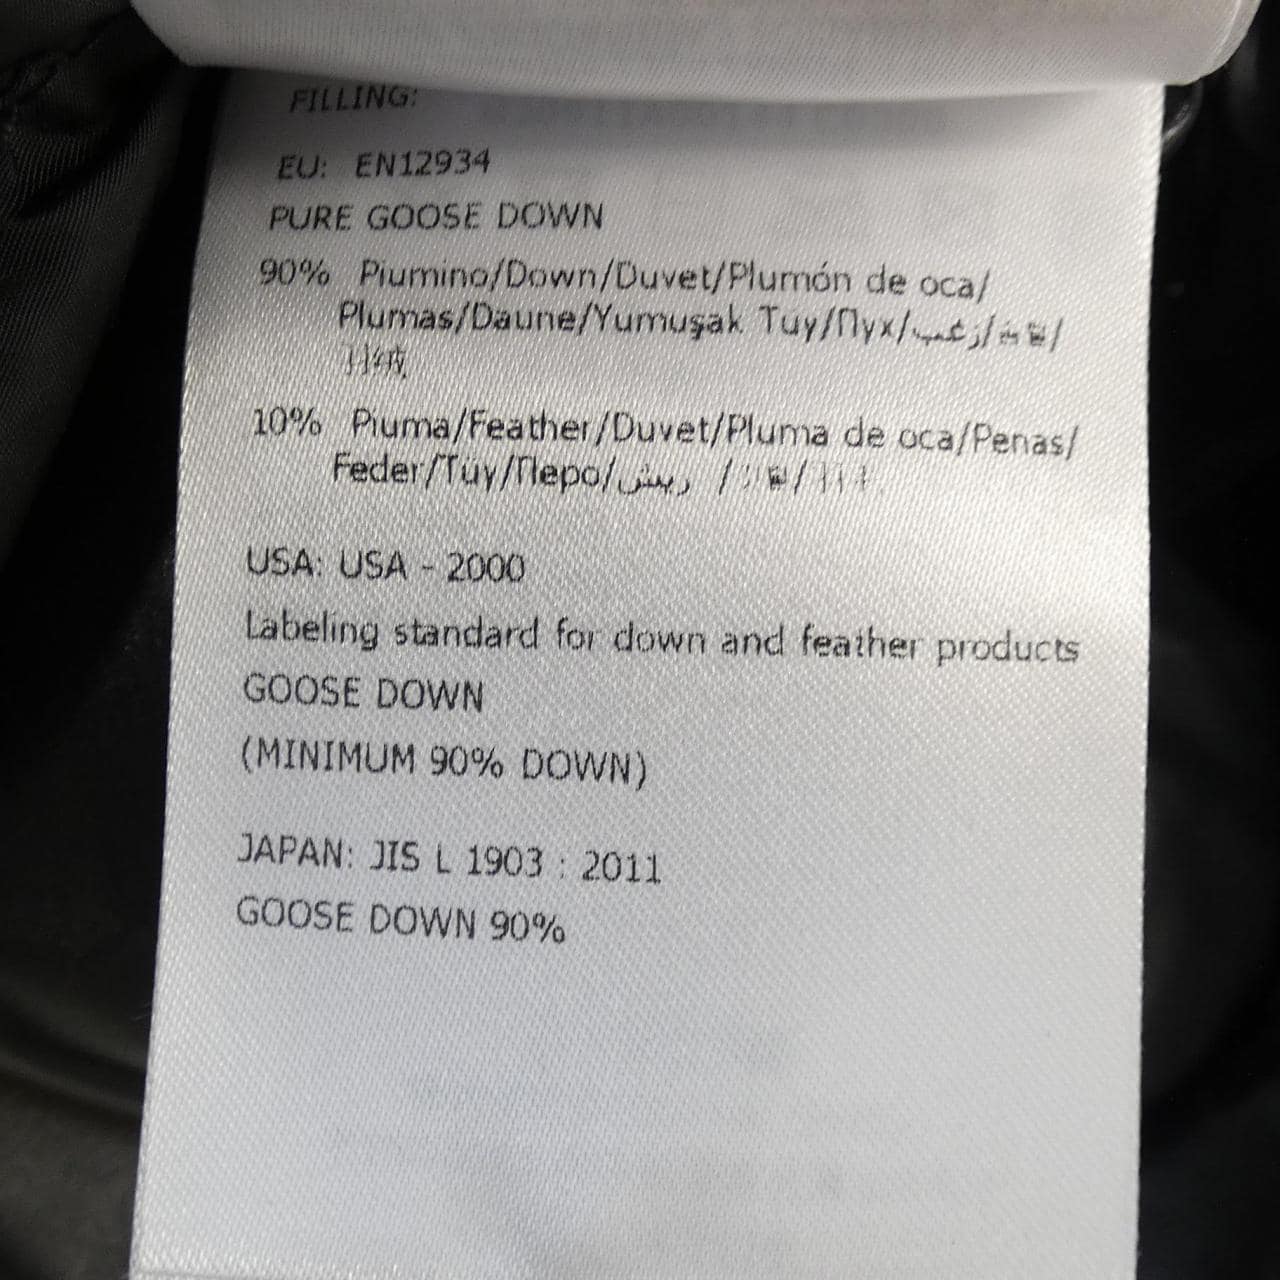 FILLING:
EU: EN12934
PURE GOOSE DOWN
90% Piumino/Down/Duvet/Plumón de oca/
Plumas/Daune/Yumuşak Tuy/Пух/زغب/
10% Piuma/Feather/Duvet/Pluma de oca/Penas/
Feder/Tüy/Перо/ريش /
USA: USA - 2000
Labeling standard for down and feather products
GOOSE DOWN
(MINIMUM 90% DOWN)
JAPAN: JIS L 1903 : 2011
GOOSE DOWN 90%